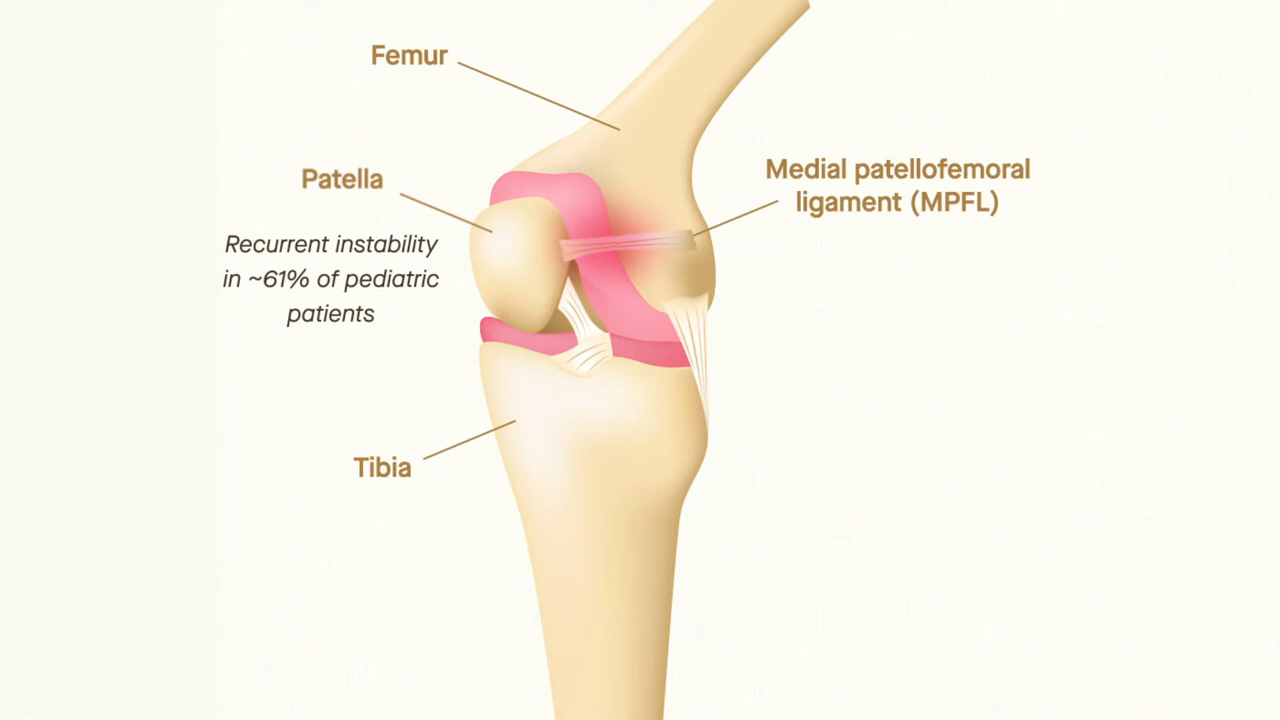 Femur
Patella
Medial patellofemoral
ligament (MPFL)
Recurrent instability
in ~61% of pediatric
patients
Tibia